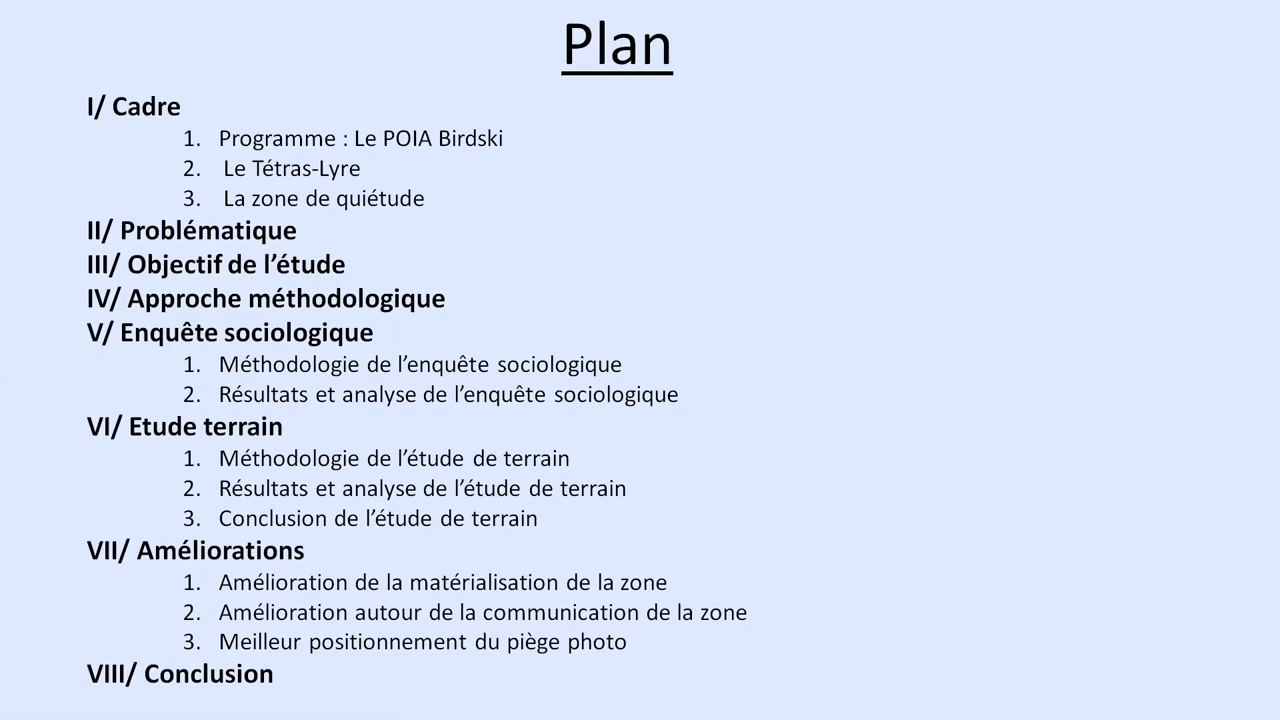 Plan
I/ Cadre
1. Programme : Le POIA Birdski
2. Le Tétras-Lyre
3. La zone de quiétude
II/ Problématique
III/ Objectif de l’étude
IV/ Approche méthodologique
V/ Enquête sociologique
1. Méthodologie de l’enquête sociologique
2. Résultats et analyse de l’enquête sociologique
VI/ Etude terrain
1. Méthodologie de l’étude de terrain
2. Résultats et analyse de l’étude de terrain
3. Conclusion de l’étude de terrain
VII/ Améliorations
1. Amélioration de la matérialisation de la zone
2. Amélioration autour de la communication de la zone
3. Meilleur positionnement du piège photo
VIII/ Conclusion